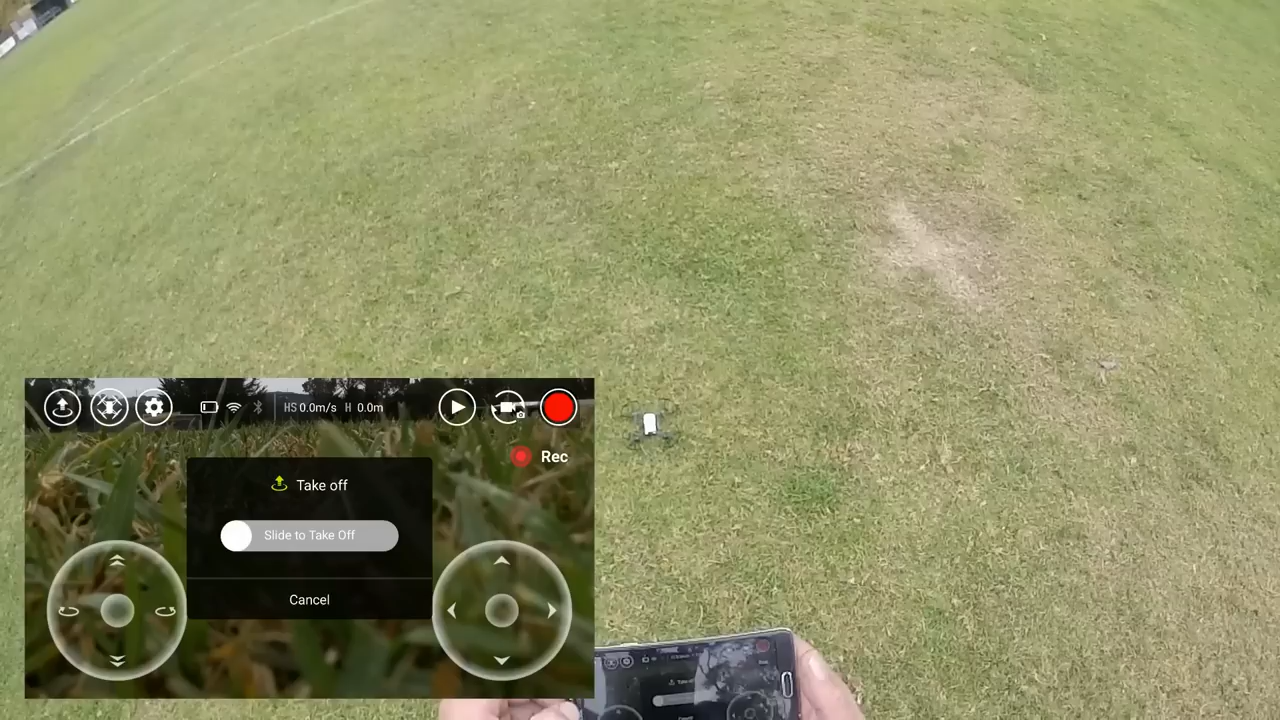 HS 0.0m/s H 0.0m
Rec
Take off
Slide to Take Off
Cancel